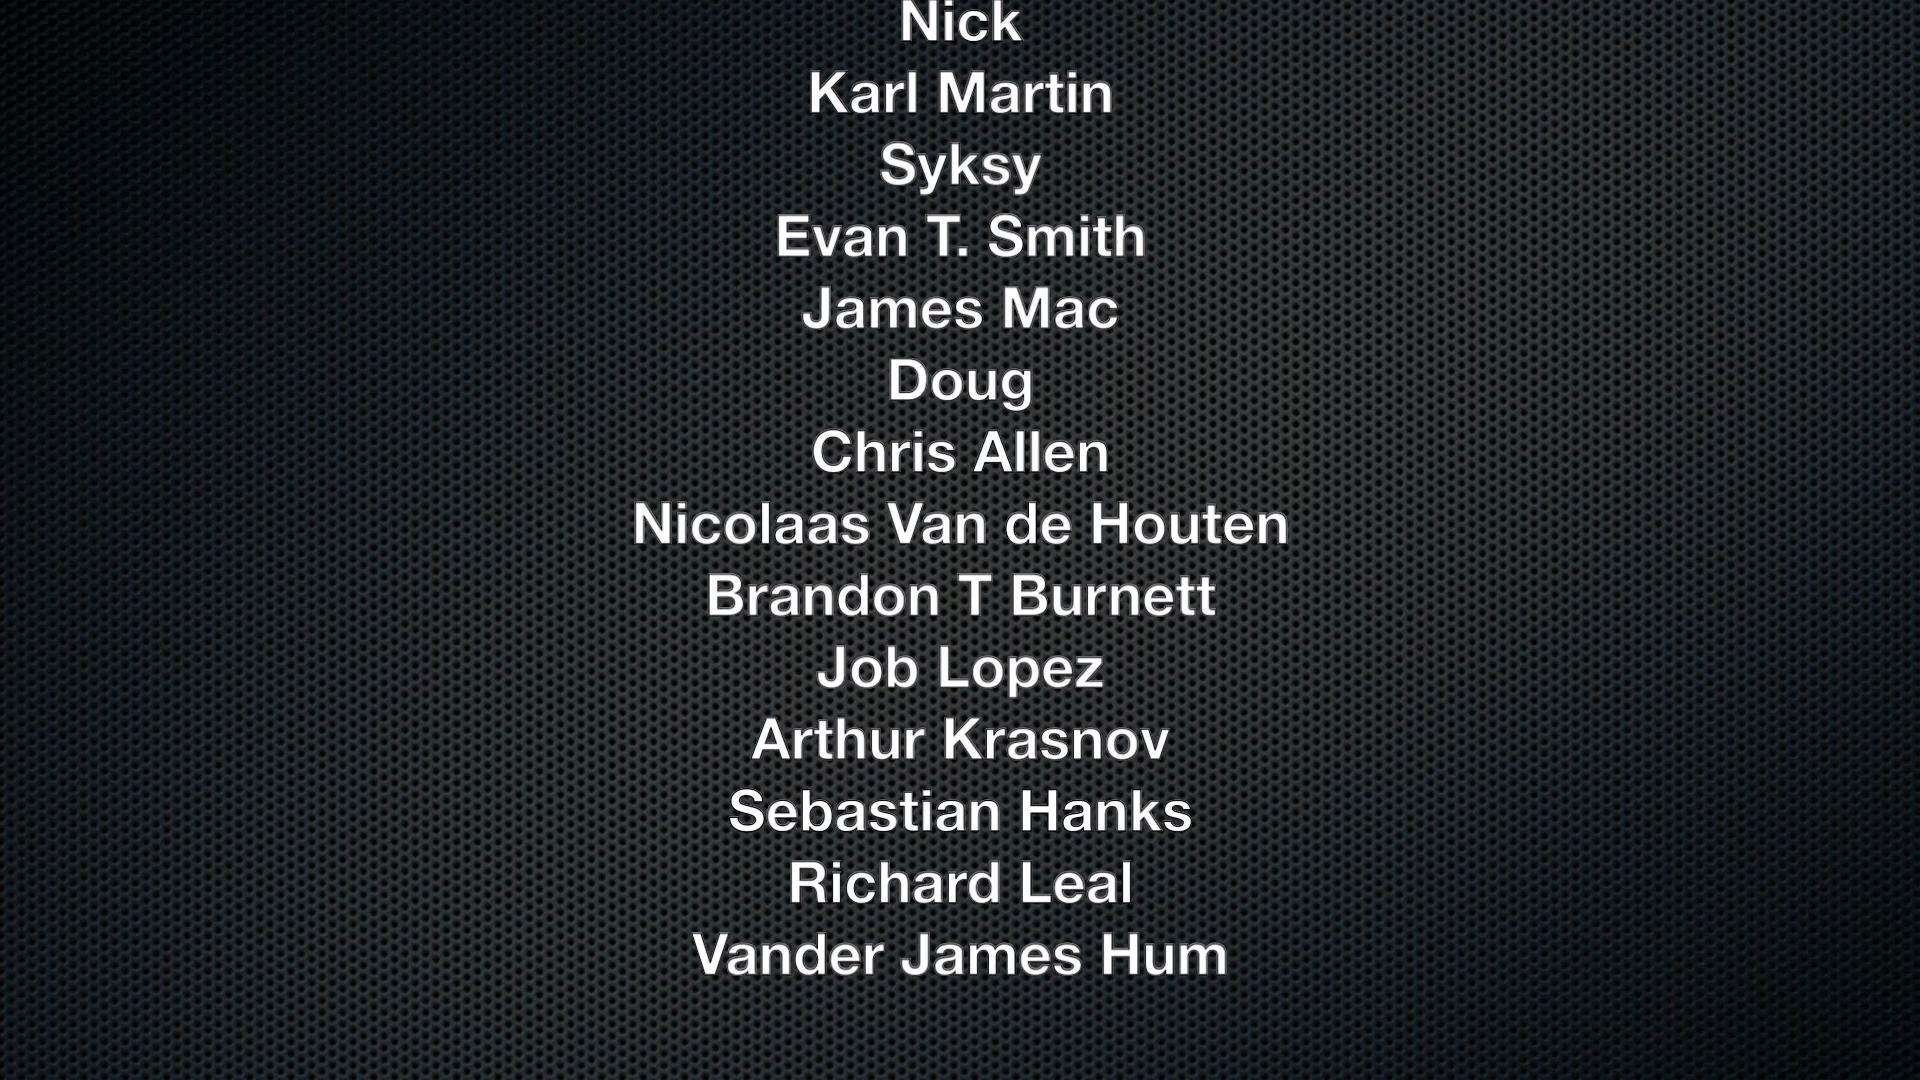 Nick
Karl Martin
Syksy
Evan T. Smith
James Mac
Doug
Chris Allen
Nicolaas Van de Houten
Brandon T Burnett
Job Lopez
Arthur Krasnov
Sebastian Hanks
Richard Leal
Vander James Hum